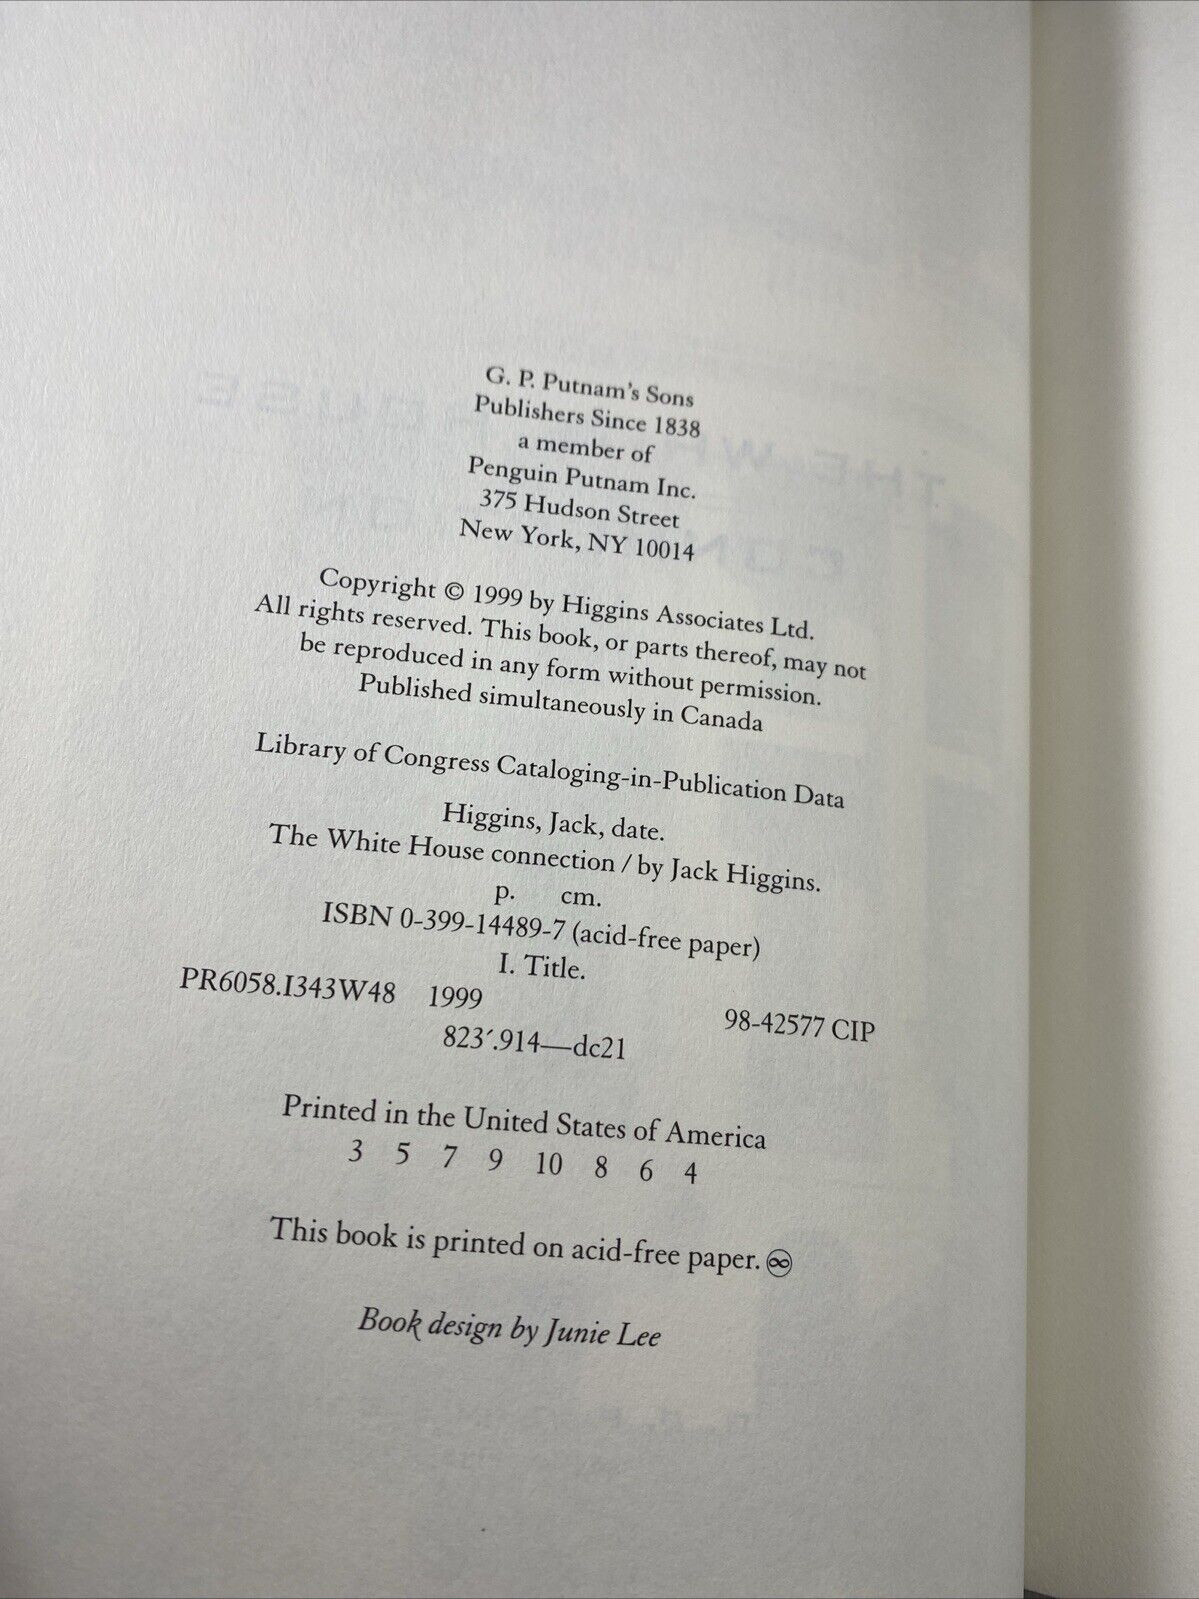 G. P. Putnam's Sons
Publishers Since 1838
a member of
Penguin Putnam Inc.
375 Hudson Street
New York, NY 10014
Copyright © 1999 by Higgins Associates Ltd.
All rights reserved. This book, or parts thereof, may not
be reproduced in any form without permission.
Published simultaneously in Canada
Library of Congress Cataloging-in-Publication Data
Higgins, Jack, date.
The White House connection / by Jack Higgins.
p. cm.
ISBN 0-399-14489-7 (acid-free paper)
I. Title.
PR6058.I343W48 1999 98-42577 CIP
823´.914—dc21
Printed in the United States of America
3 5 7 9 10 8 6 4
This book is printed on acid-free paper. ♾
Book design by Junie Lee